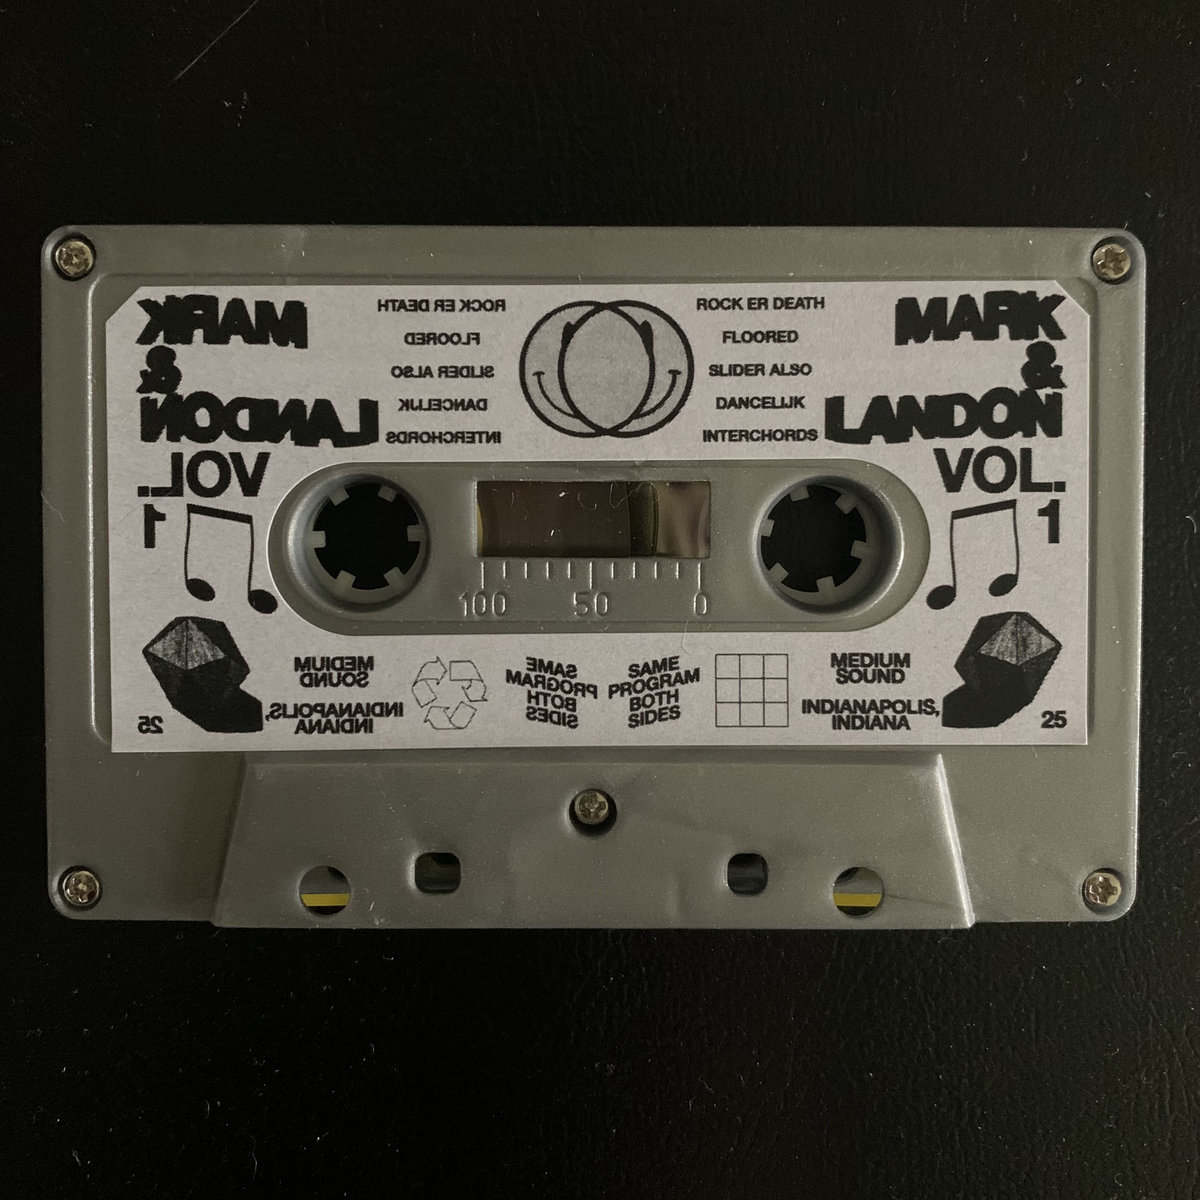 MARK
&
LANDON
VOL.
1
ROCK ER DEATH
FLOORED
SLIDER ALSO
DANCELIJK
INTERCHORDS
ROCK ER DEATH
FLOORED
SLIDER ALSO
DANCELIJK
INTERCHORDS
MARK
&
LANDON
VOL.
1
100 50 0
25
MEDIUM
SOUND
INDIANAPOLIS,
INDIANA
SAME
PROGRAM
BOTH
SIDES
SAME
PROGRAM
BOTH
SIDES
MEDIUM
SOUND
INDIANAPOLIS,
INDIANA
25